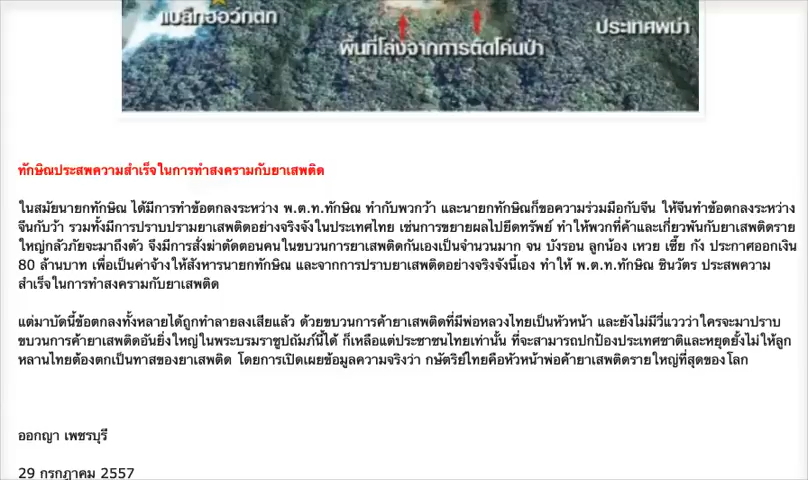 แบล็กฮอว์กตก
พื้นที่โล่งจากการตัดโค่นป่า
ประเทศพม่า
ทักษิณประสพความสำเร็จในการทำสงครามกับยาเสพติด
ในสมัยนายกทักษิณ ได้มีการทำข้อตกลงระหว่าง พ.ต.ท.ทักษิณ ทำกับพวกว้า และนายกทักษิณก็ขอความร่วมมือกับจีน ให้จีนทำข้อตกลงระหว่าง
จีนกับว้า รวมทั้งมีการปราบปรามยาเสพติดอย่างจริงจังในประเทศไทย เช่นการขยายผลไปยึดทรัพย์ ทำให้พวกที่ค้าและเกี่ยวพันกับยาเสพติดราย
ใหญ่กลัวภัยจะมาถึงตัว จึงมีการสั่งฆ่าตัดตอนคนในขบวนการยาเสพติดกันเองเป็นจำนวนมาก จน บังรอน ลูกน้อง เหวย เซี๊ย กัง ประกาศออกเงิน
80 ล้านบาท เพื่อเป็นค่าจ้างให้สังหารนายกทักษิณ และจากการปราบยาเสพติดอย่างจริงจังนี้เอง ทำให้ พ.ต.ท.ทักษิณ ชินวัตร ประสพความ
สำเร็จในการทำสงครามกับยาเสพติด
แต่มาบัดนี้ข้อตกลงทั้งหลายได้ถูกทำลายลงเสียแล้ว ด้วยขบวนการค้ายาเสพติดที่มีพ่อหลวงไทยเป็นหัวหน้า และยังไม่มีวี่แววว่าใครจะมาปราบ
ขบวนการค้ายาเสพติดอันยิ่งใหญ่ในพระบรมราชูปถัมภ์นี้ได้ ก็เหลือแต่ประชาชนไทยเท่านั้น ที่จะสามารถปกป้องประเทศชาติและหยุดยั้งไม่ให้ลูก
หลานไทยต้องตกเป็นทาสของยาเสพติด โดยการเปิดเผยข้อมูลความจริงว่า กษัตริย์ไทยคือหัวหน้าพ่อค้ายาเสพติดรายใหญ่ที่สุดของโลก
ออกญา เพชรบุรี
29 กรกฎาคม 2557